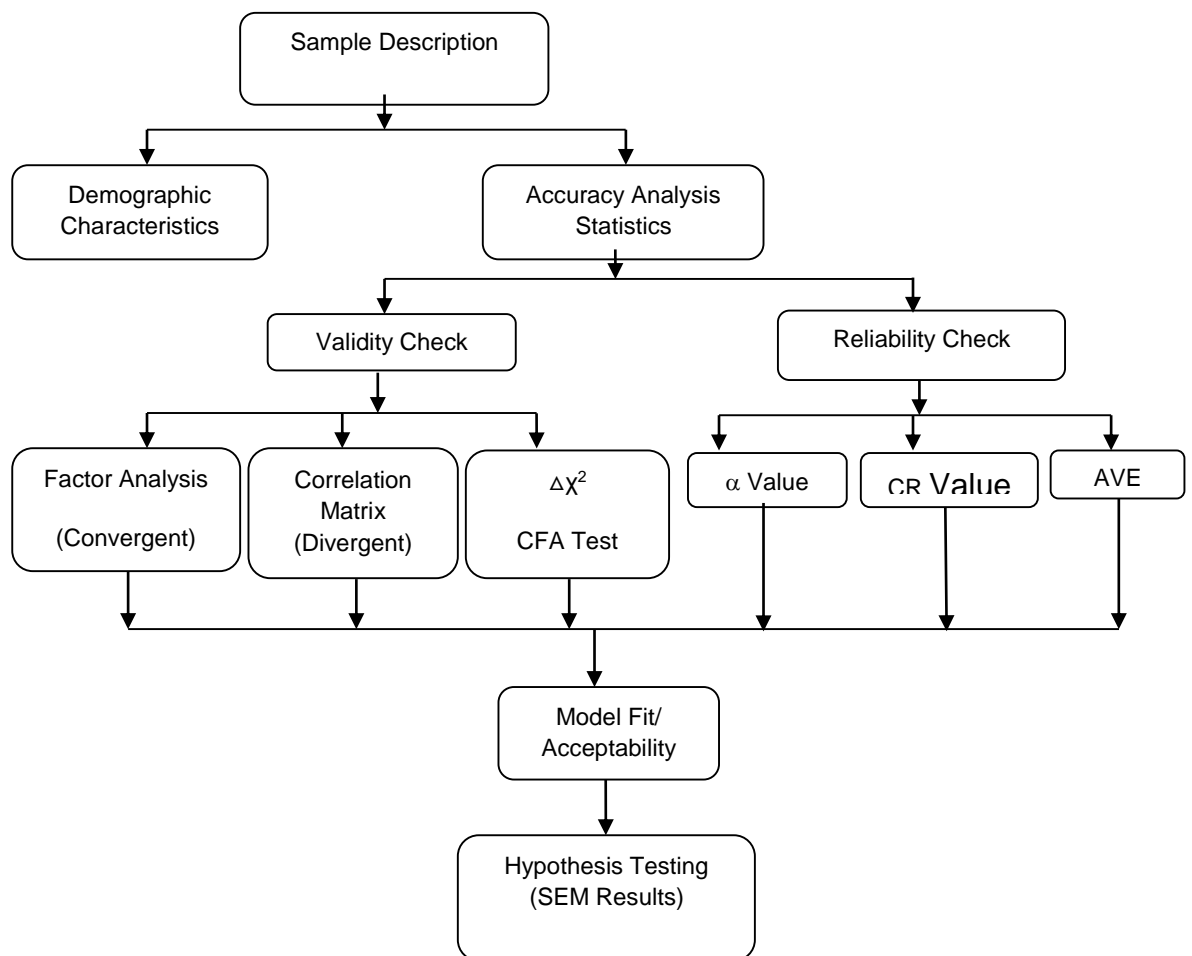 Sample Description
Demographic
Characteristics
Accuracy Analysis
Statistics
Validity Check
Reliability Check
Factor Analysis
(Convergent)
Correlation
Matrix
(Divergent)
Δχ²
CFA Test
α Value
CR Value
AVE
Model Fit/
Acceptability
Hypothesis Testing
(SEM Results)